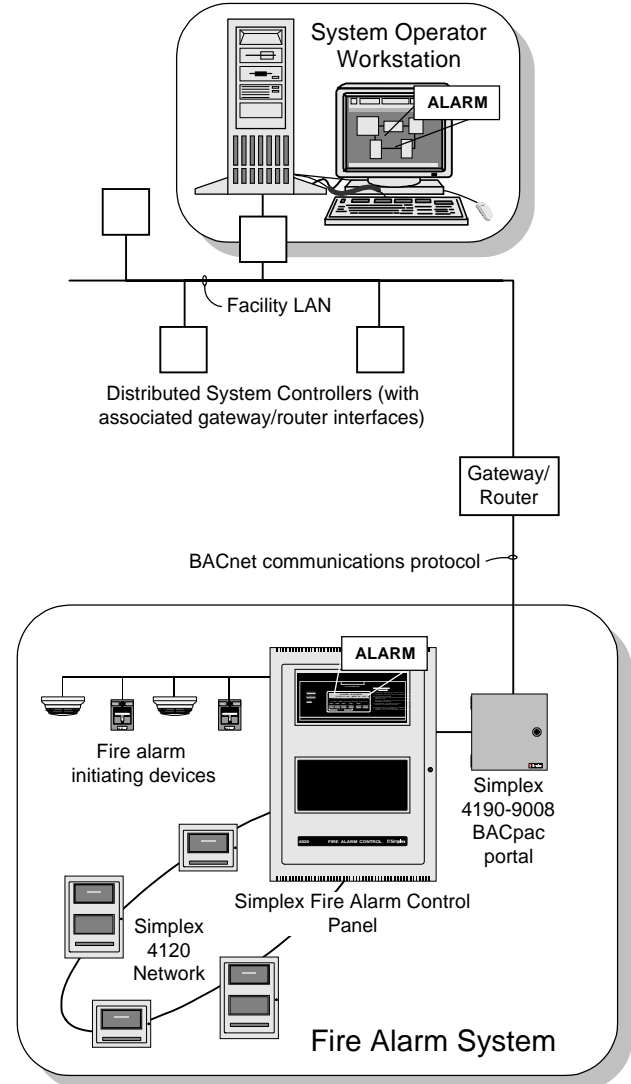 System Operator
Workstation
ALARM
Facility LAN
Distributed System Controllers (with
associated gateway/router interfaces)
Gateway/
Router
BACnet communications protocol
ALARM
Fire alarm
initiating devices
4020 FIRE ALARM CONTROL Simplex
Simplex
4190-9008
BACpac
portal
Simplex Fire Alarm Control
Panel
Simplex
4120
Network
Fire Alarm System